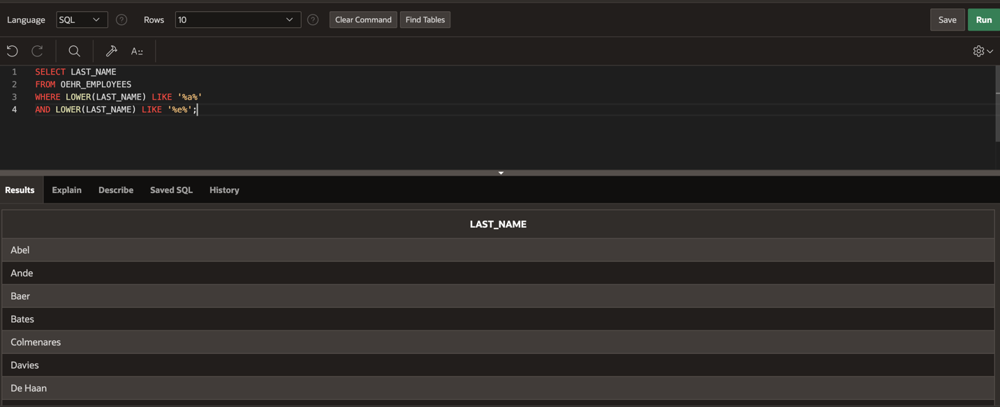 Language SQL ? Rows 10 ? Clear Command Find Tables Save Run
A::
1 SELECT LAST_NAME
2 FROM OEHR_EMPLOYEES
3 WHERE LOWER(LAST_NAME) LIKE '%a%'
4 AND LOWER(LAST_NAME) LIKE '%e%';
Results Explain Describe Saved SQL History
LAST_NAME
Abel
Ande
Baer
Bates
Colmenares
Davies
De Haan